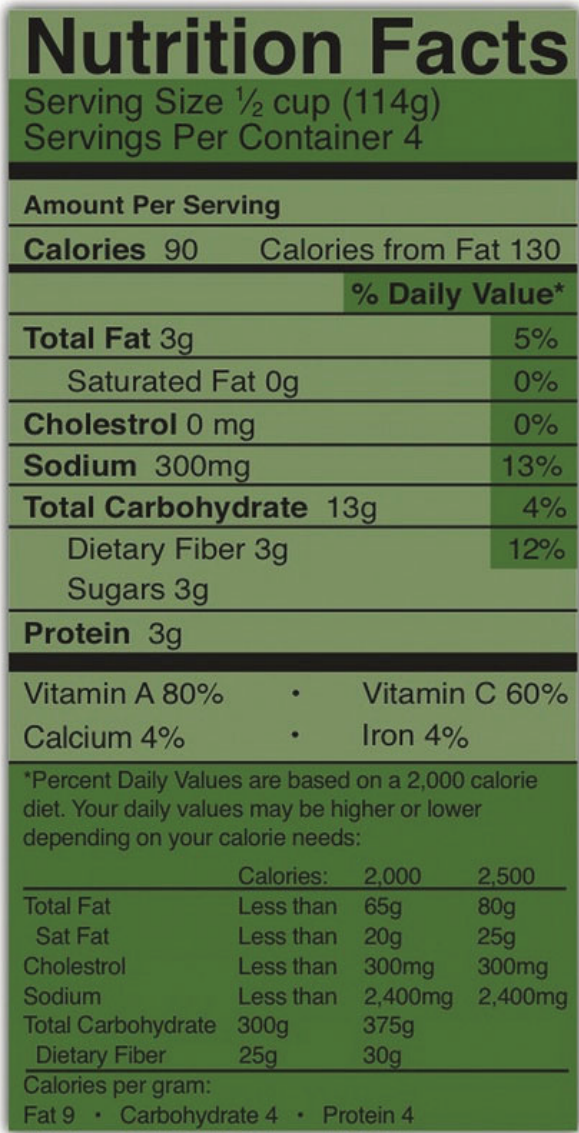 Nutrition Facts
Serving Size ½ cup (114g)
Servings Per Container 4
Amount Per Serving
Calories 90 Calories from Fat 130
% Daily Value*
Total Fat 3g 5%
Saturated Fat 0g 0%
Cholestrol 0 mg 0%
Sodium 300mg 13%
Total Carbohydrate 13g 4%
Dietary Fiber 3g 12%
Sugars 3g
Protein 3g
Vitamin A 80% • Vitamin C 60%
Calcium 4% • Iron 4%
*Percent Daily Values are based on a 2,000 calorie
diet. Your daily values may be higher or lower
depending on your calorie needs:
Calories: 2,000 2,500
Total Fat Less than 65g 80g
Sat Fat Less than 20g 25g
Cholestrol Less than 300mg 300mg
Sodium Less than 2,400mg 2,400mg
Total Carbohydrate 300g 375g
Dietary Fiber 25g 30g
Calories per gram:
Fat 9 • Carbohydrate 4 • Protein 4